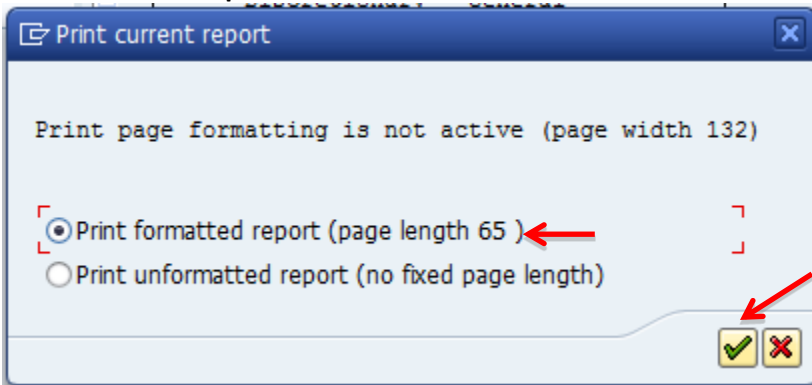 Print current report
Print page formatting is not active (page width 132)
Print formatted report (page length 65 )
Print unformatted report (no fixed page length)